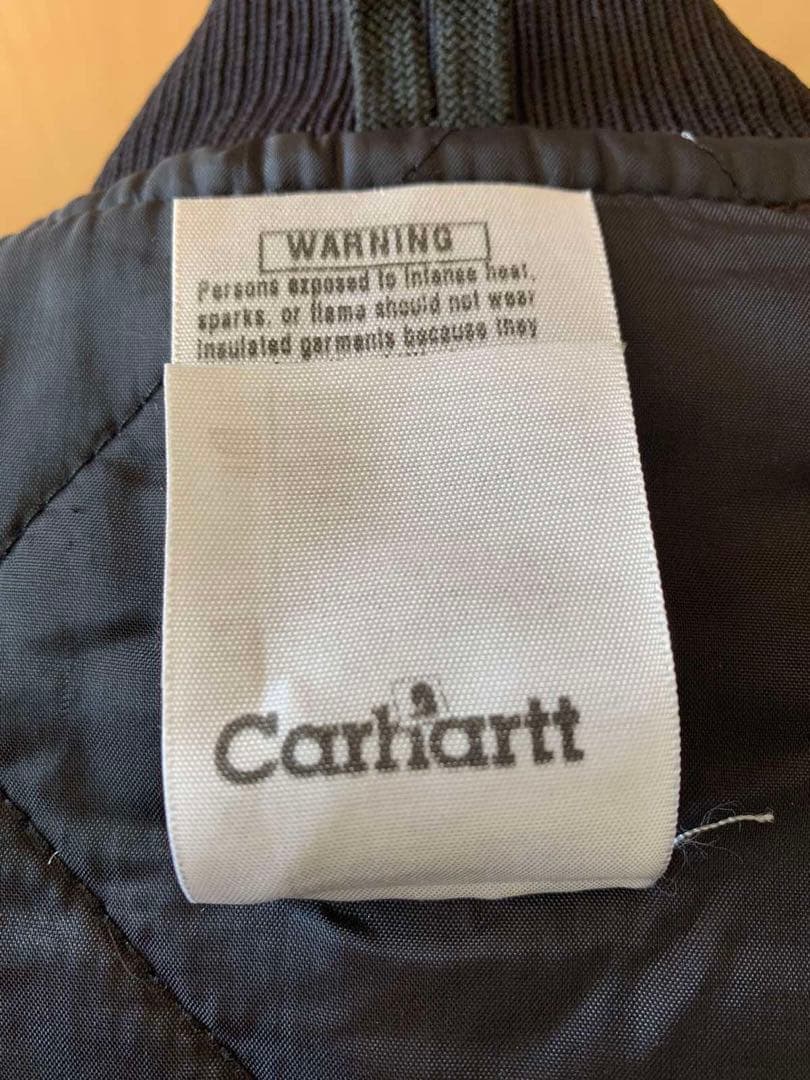 WARNING
Persons exposed to intense heat,
sparks, or flame should not wear
insulated garments because they
Carhartt